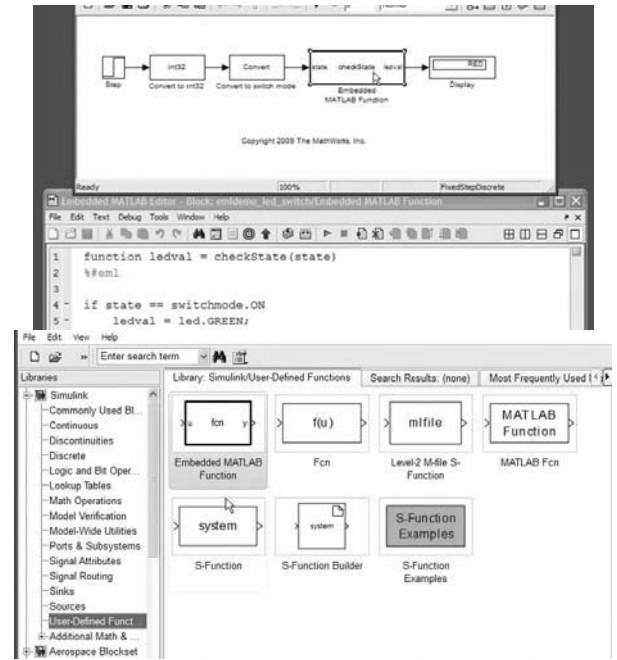 int32
Convert
state checkState ledval
RED
Step
Convert to int32
Convert to switch mode
Embedded
MATLAB Function
Display
Copyright 2009 The MathWorks, Inc.
Ready 100% FixedStepDiscrete
Embedded MATLAB Editor - Block: emldemo_led_switch/Embedded MATLAB Function
File Edit Text Debug Tools Window Help
1 function ledval = checkState(state)
2 %#eml
3
4 - if state == switchmode.ON
5 - ledval = led.GREEN;
File Edit View Help
Enter search term
Libraries
Library: Simulink/User-Defined Functions
Search Results: (none)
Most Frequently Used
Simulink
Commonly Used Bl...
Continuous
Discontinuities
Discrete
Logic and Bit Oper...
Lookup Tables
Math Operations
Model Verification
Model-Wide Utilities
Ports & Subsystems
Signal Attributes
Signal Routing
Sinks
Sources
User-Defined Funct...
Additional Math & ...
Aerospace Blockset
u fcn y
Embedded MATLAB
Function
f(u)
Fcn
mlfile
Level-2 M-file S-
Function
MATLAB
Function
MATLAB Fcn
system
S-Function
system
S-Function Builder
S-Function
Examples
S-Function
Examples